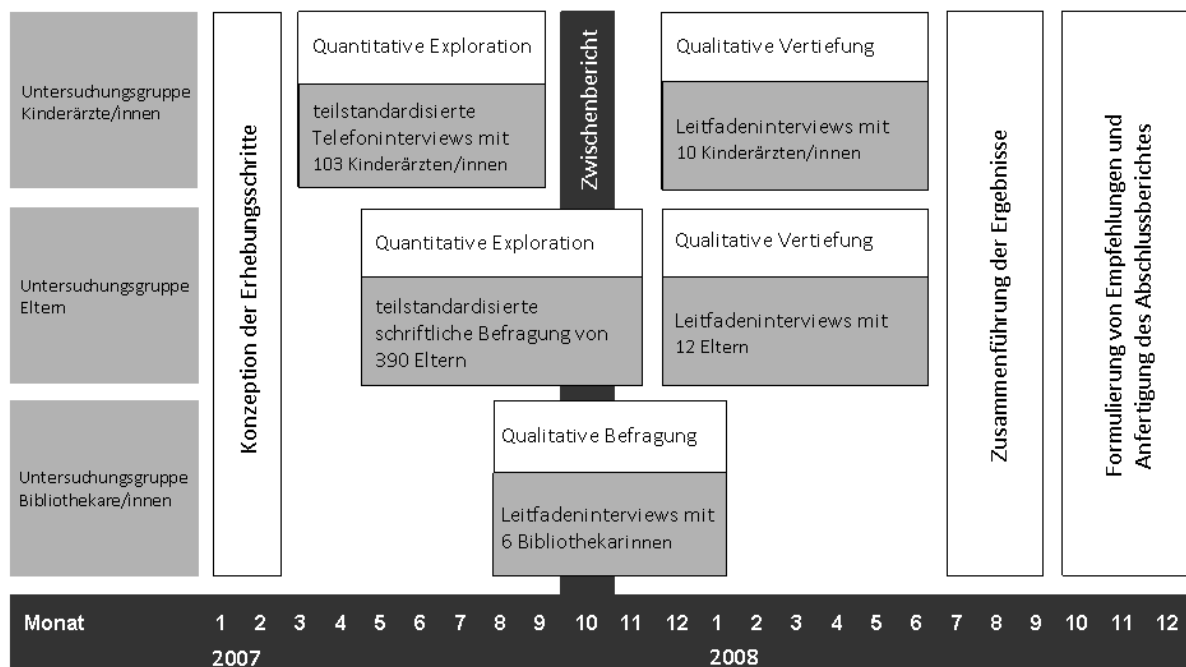 Untersuchungsgruppe
Kinderärzte/innen
Konzeption der Erhebungsschritte
Quantitative Exploration
teilstandardisierte
Telefoninterviews mit
103 Kinderärzten/innen
Zwischenbericht
Qualitative Vertiefung
Leitfadeninterviews mit
10 Kinderärzten/innen
Zusammenführung der Ergebnisse
Formulierung von Empfehlungen und
Anfertigung des Abschlussberichtes
Untersuchungsgruppe
Eltern
Quantitative Exploration
teilstandardisierte
schriftliche Befragung von
390 Eltern
Qualitative Vertiefung
Leitfadeninterviews mit
12 Eltern
Untersuchungsgruppe
Bibliothekare/innen
Qualitative Befragung
Leitfadeninterviews mit
6 Bibliothekarinnen
Monat 1 2 3 4 5 6 7 8 9 10 11 12 1 2 3 4 5 6 7 8 9 10 11 12
2007 2008